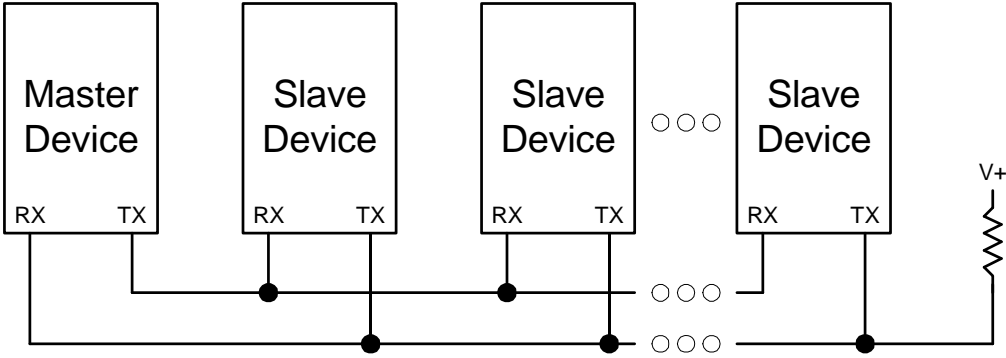 Master
Device
Slave
Device
Slave
Device
Slave
Device
RX TX
RX TX
RX TX
RX TX
V+